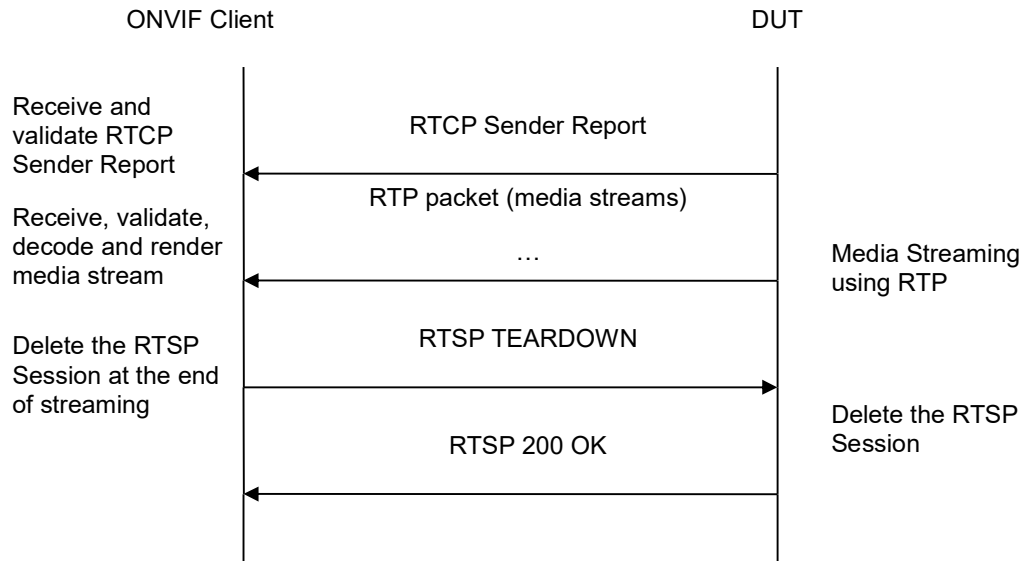 ONVIF Client
DUT
Receive and
validate RTCP
Sender Report
RTCP Sender Report
RTP packet (media streams)
Receive, validate,
decode and render
media stream
…
Media Streaming
using RTP
RTSP TEARDOWN
Delete the RTSP
Session at the end
of streaming
Delete the RTSP
Session
RTSP 200 OK